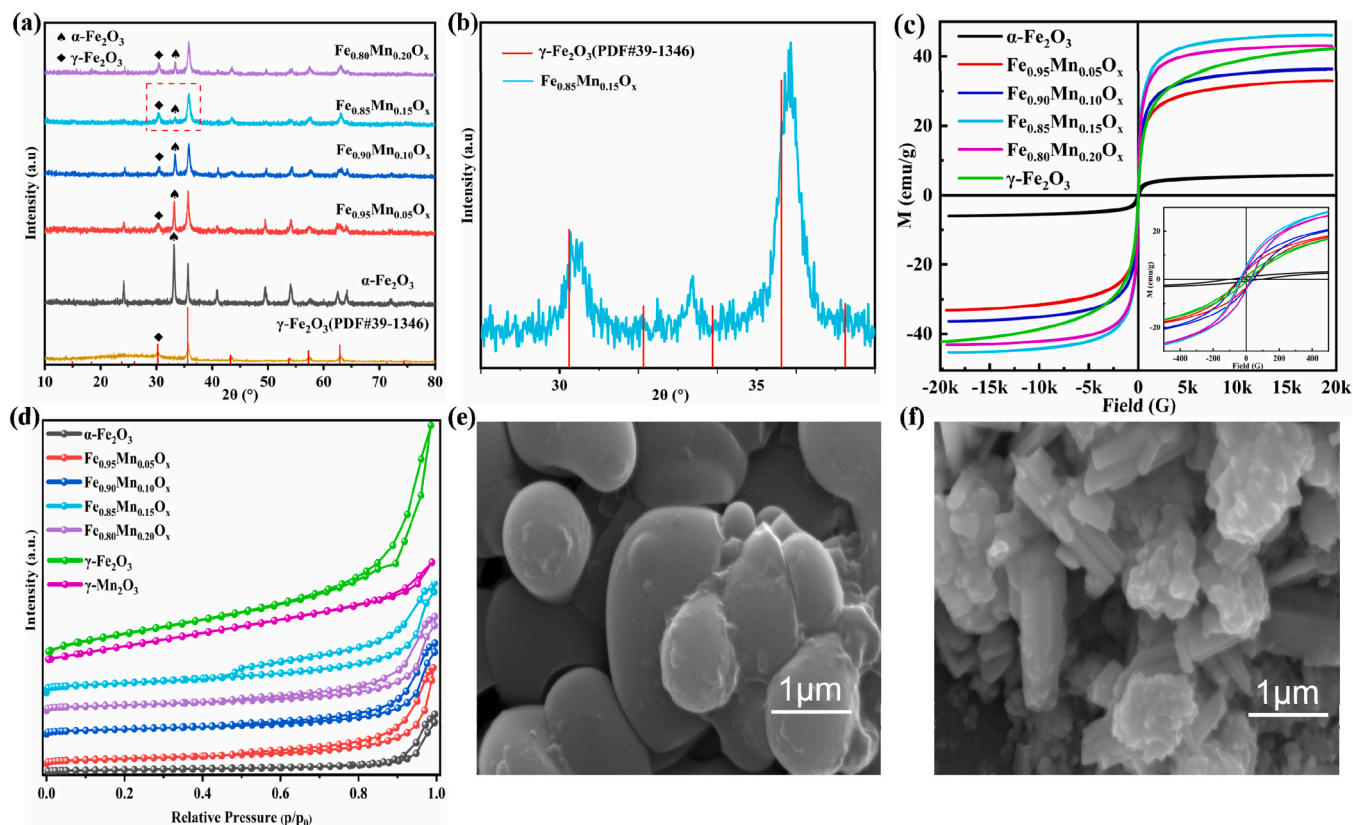 (a)
α-Fe2O3
γ-Fe2O3
Fe0.80Mn0.20Ox
Fe0.85Mn0.15Ox
Fe0.90Mn0.10Ox
Fe0.95Mn0.05Ox
α-Fe2O3
γ-Fe2O3(PDF#39-1346)
Intensity (a.u)
10 20 30 40 50 60 70 80
2θ (°)
(b)
γ-Fe2O3(PDF#39-1346)
Fe0.85Mn0.15Ox
Intensity (a.u)
30 35
2θ (°)
(c)
α-Fe2O3
Fe0.95Mn0.05Ox
Fe0.90Mn0.10Ox
Fe0.85Mn0.15Ox
Fe0.80Mn0.20Ox
γ-Fe2O3
M (emu/g)
40
20
0
-20
-40
-20k -15k -10k -5k 0 5k 10k 15k 20k
Field (G)
M (emu/g)
20
0
-20
-400 -200 0 200 400
Field (G)
(d)
α-Fe2O3
Fe0.95Mn0.05Ox
Fe0.90Mn0.10Ox
Fe0.85Mn0.15Ox
Fe0.80Mn0.20Ox
γ-Fe2O3
γ-Mn2O3
Intensity (a.u.)
0.0 0.2 0.4 0.6 0.8 1.0
Relative Pressure (p/p0)
(e)
1μm
(f)
1μm